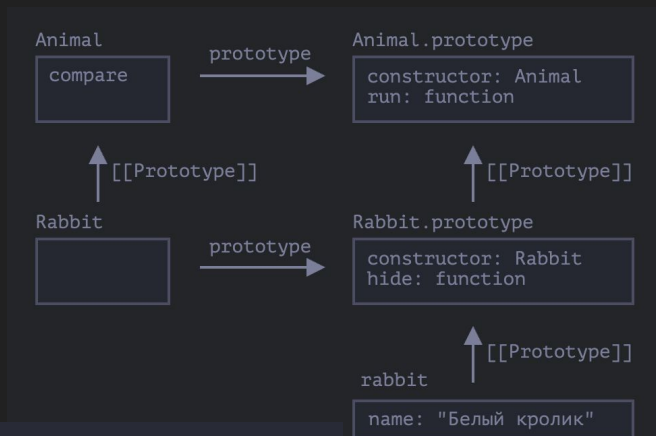 Animal
prototype
Animal.prototype
compare
constructor: Animal
run: function
[[Prototype]]
[[Prototype]]
Rabbit
prototype
Rabbit.prototype
constructor: Rabbit
hide: function
[[Prototype]]
rabbit
name: "Белый кролик"